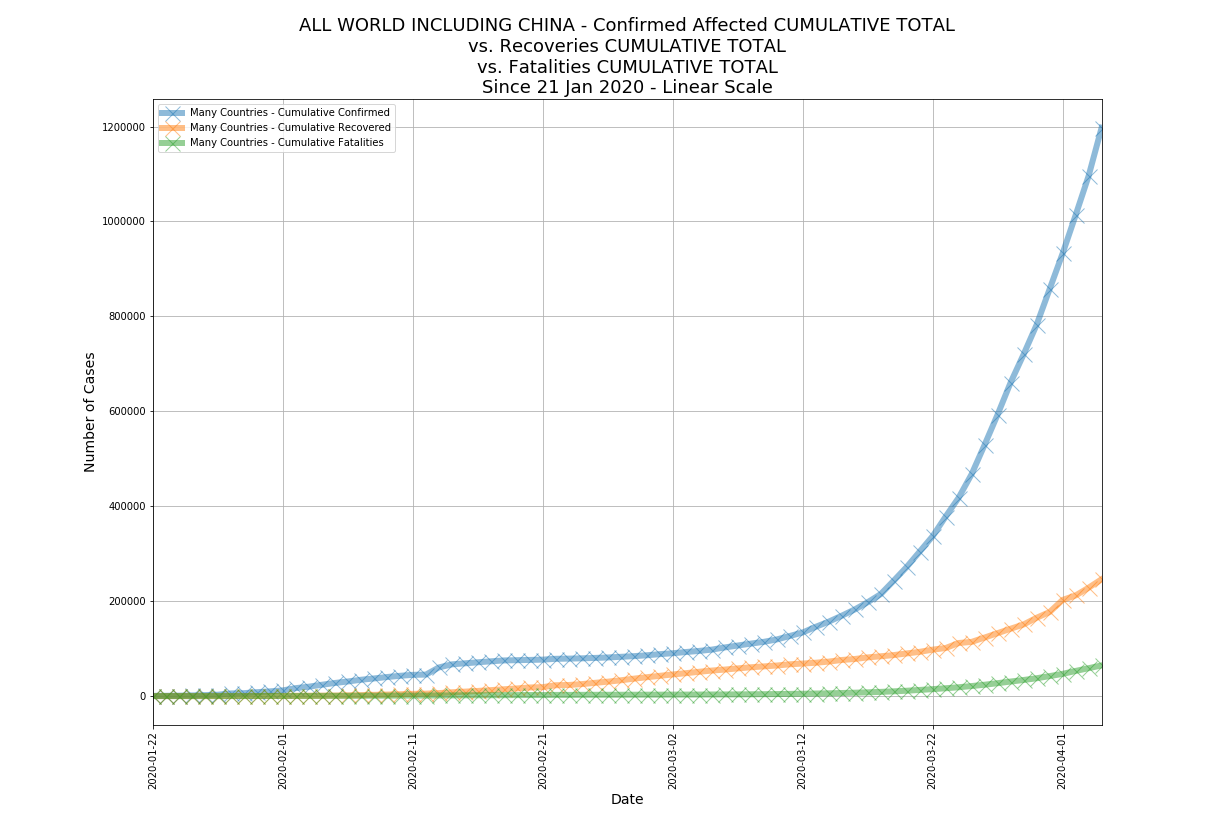 ALL WORLD INCLUDING CHINA - Confirmed Affected CUMULATIVE TOTAL
vs. Recoveries CUMULATIVE TOTAL
vs. Fatalities CUMULATIVE TOTAL
Since 21 Jan 2020 - Linear Scale
Many Countries - Cumulative Confirmed
Many Countries - Cumulative Recovered
Many Countries - Cumulative Fatalities
Number of Cases
1200000
1000000
800000
600000
400000
200000
0
2020-01-22
2020-02-01
2020-02-11
2020-02-21
2020-03-02
2020-03-12
2020-03-22
2020-04-01
Date